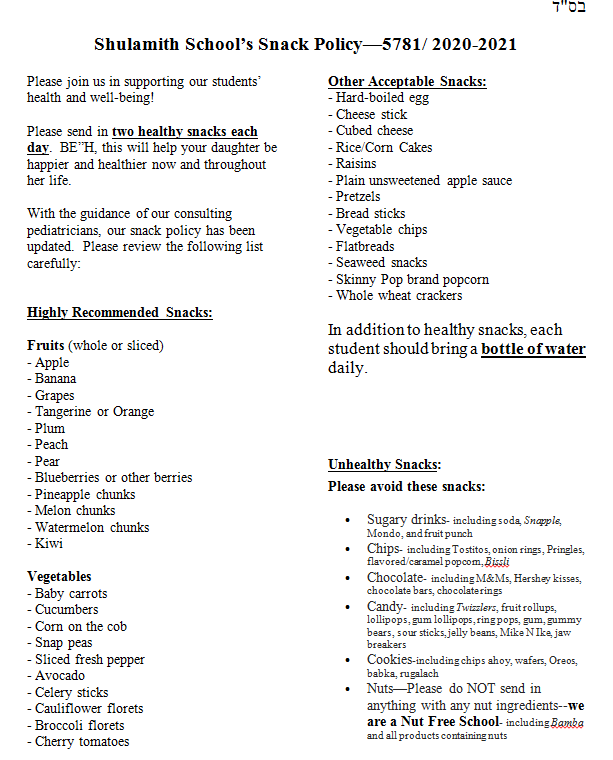 בס"ד
Shulamith School's Snack Policy—5781/ 2020-2021
Please join us in supporting our students'
health and well-being!
Please send in two healthy snacks each
day. BE"H, this will help your daughter be
happier and healthier now and throughout
her life.
With the guidance of our consulting
pediatricians, our snack policy has been
updated. Please review the following list
carefully:
Highly Recommended Snacks:
Fruits (whole or sliced)
- Apple
- Banana
- Grapes
- Tangerine or Orange
- Plum
- Peach
- Pear
- Blueberries or other berries
- Pineapple chunks
- Melon chunks
- Watermelon chunks
- Kiwi
Vegetables
- Baby carrots
- Cucumbers
- Corn on the cob
- Snap peas
- Sliced fresh pepper
- Avocado
- Celery sticks
- Cauliflower florets
- Broccoli florets
- Cherry tomatoes
Other Acceptable Snacks:
- Hard-boiled egg
- Cheese stick
- Cubed cheese
- Rice/Corn Cakes
- Raisins
- Plain unsweetened apple sauce
- Pretzels
- Bread sticks
- Vegetable chips
- Flatbreads
- Seaweed snacks
- Skinny Pop brand popcorn
- Whole wheat crackers
In addition to healthy snacks, each
student should bring a bottle of water
daily.
Unhealthy Snacks:
Please avoid these snacks:
• Sugary drinks- including soda, Snapple,
Mondo, and fruit punch
• Chips- including Tostitos, onion rings, Pringles,
flavored/caramel popcorn, Bissli
• Chocolate- including M&Ms, Hershey kisses,
chocolate bars, chocolate rings
• Candy- including Twizzlers, fruit rollups,
lollipops, gum lollipops, ring pops, gum, gummy
bears, sour sticks, jelly beans, Mike N Ike, jaw
breakers
• Cookies-including chips ahoy, wafers, Oreos,
babka, rugalach
• Nuts—Please do NOT send in
anything with any nut ingredients--we
are a Nut Free School- including Bamba
and all products containing nuts